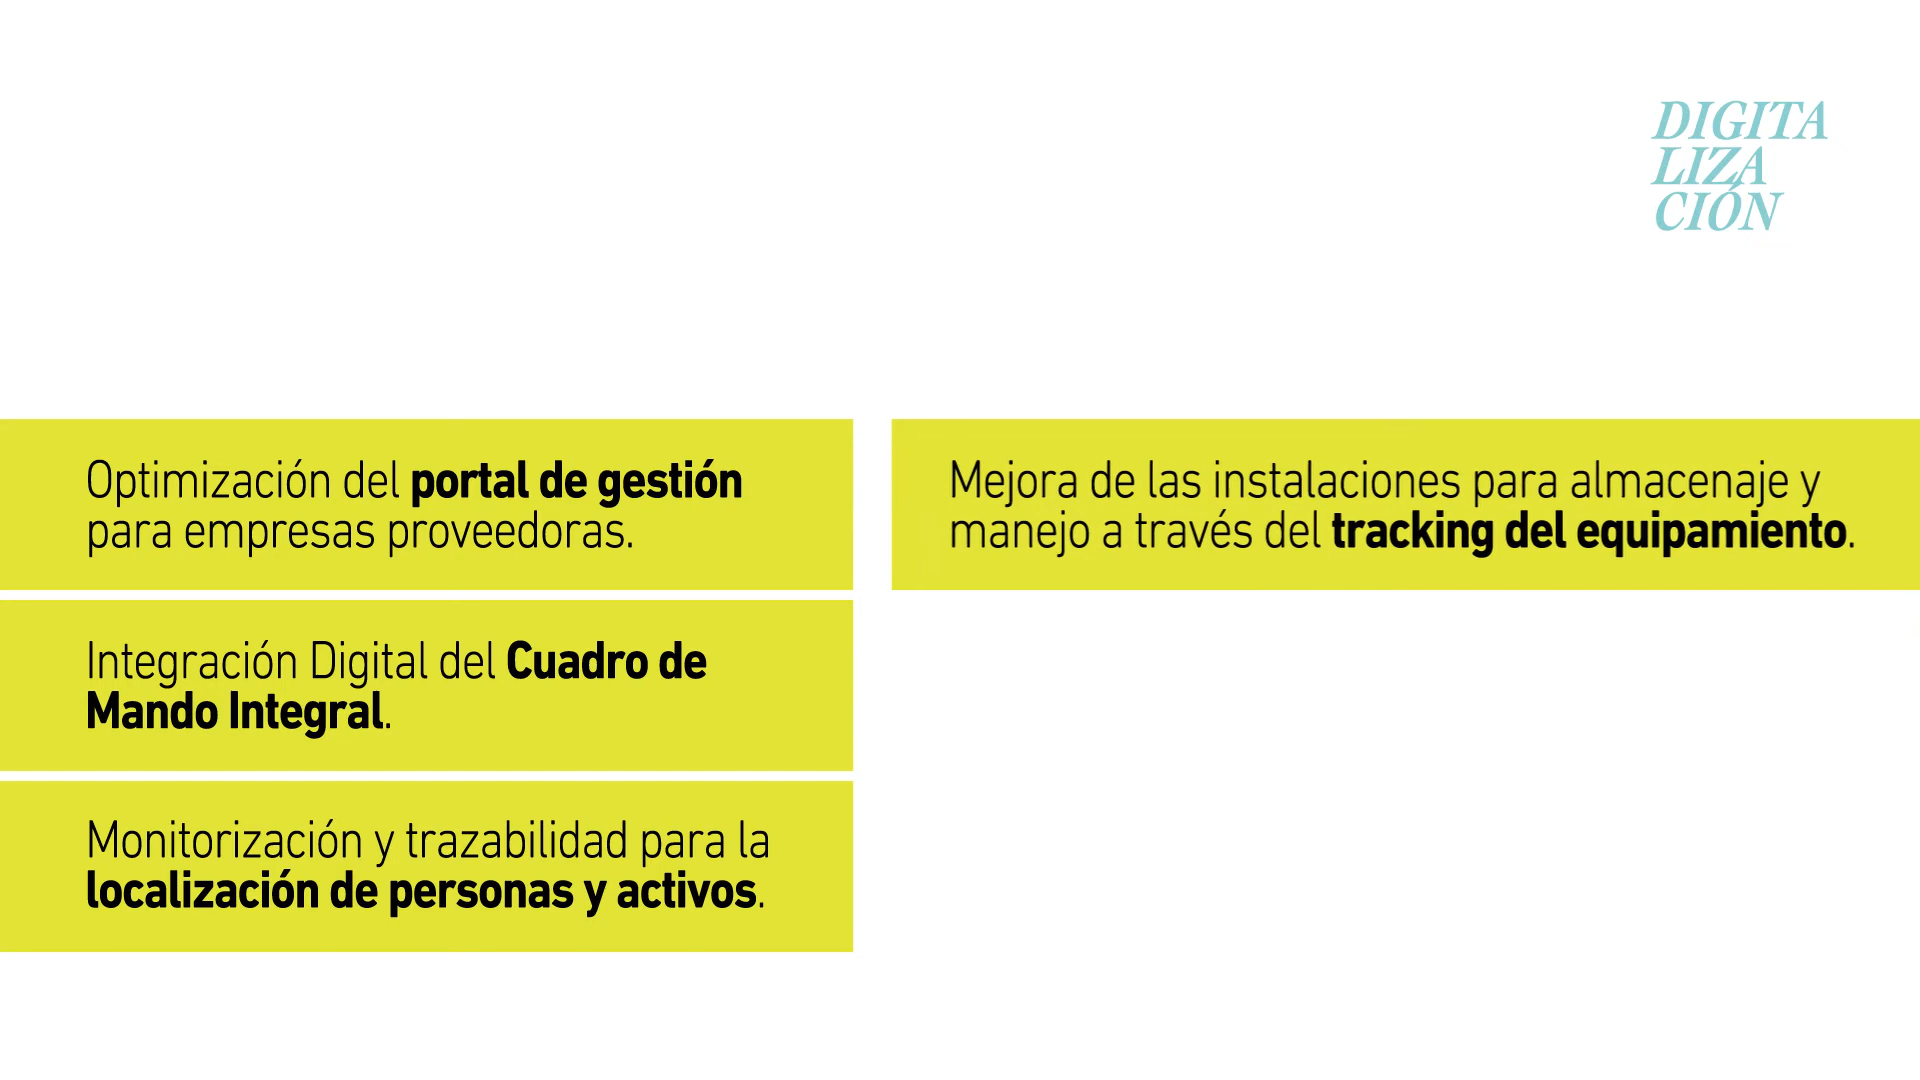 DIGITA
LIZA
CIÓN
Optimización del portal de gestión
para empresas proveedoras.
Integración Digital del Cuadro de
Mando Integral.
Monitorización y trazabilidad para la
localización de personas y activos.
Mejora de las instalaciones para almacenaje y
manejo a través del tracking del equipamiento.